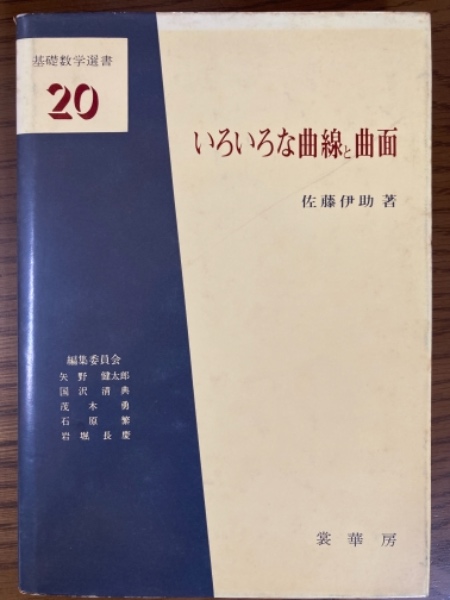 基礎数学選書
20
いろいろな曲線と曲面
佐藤伊助 著
編集委員会
矢野 健太郎
国沢 清典
茂木 勇
石原 繁
岩堀 長慶
裳華房